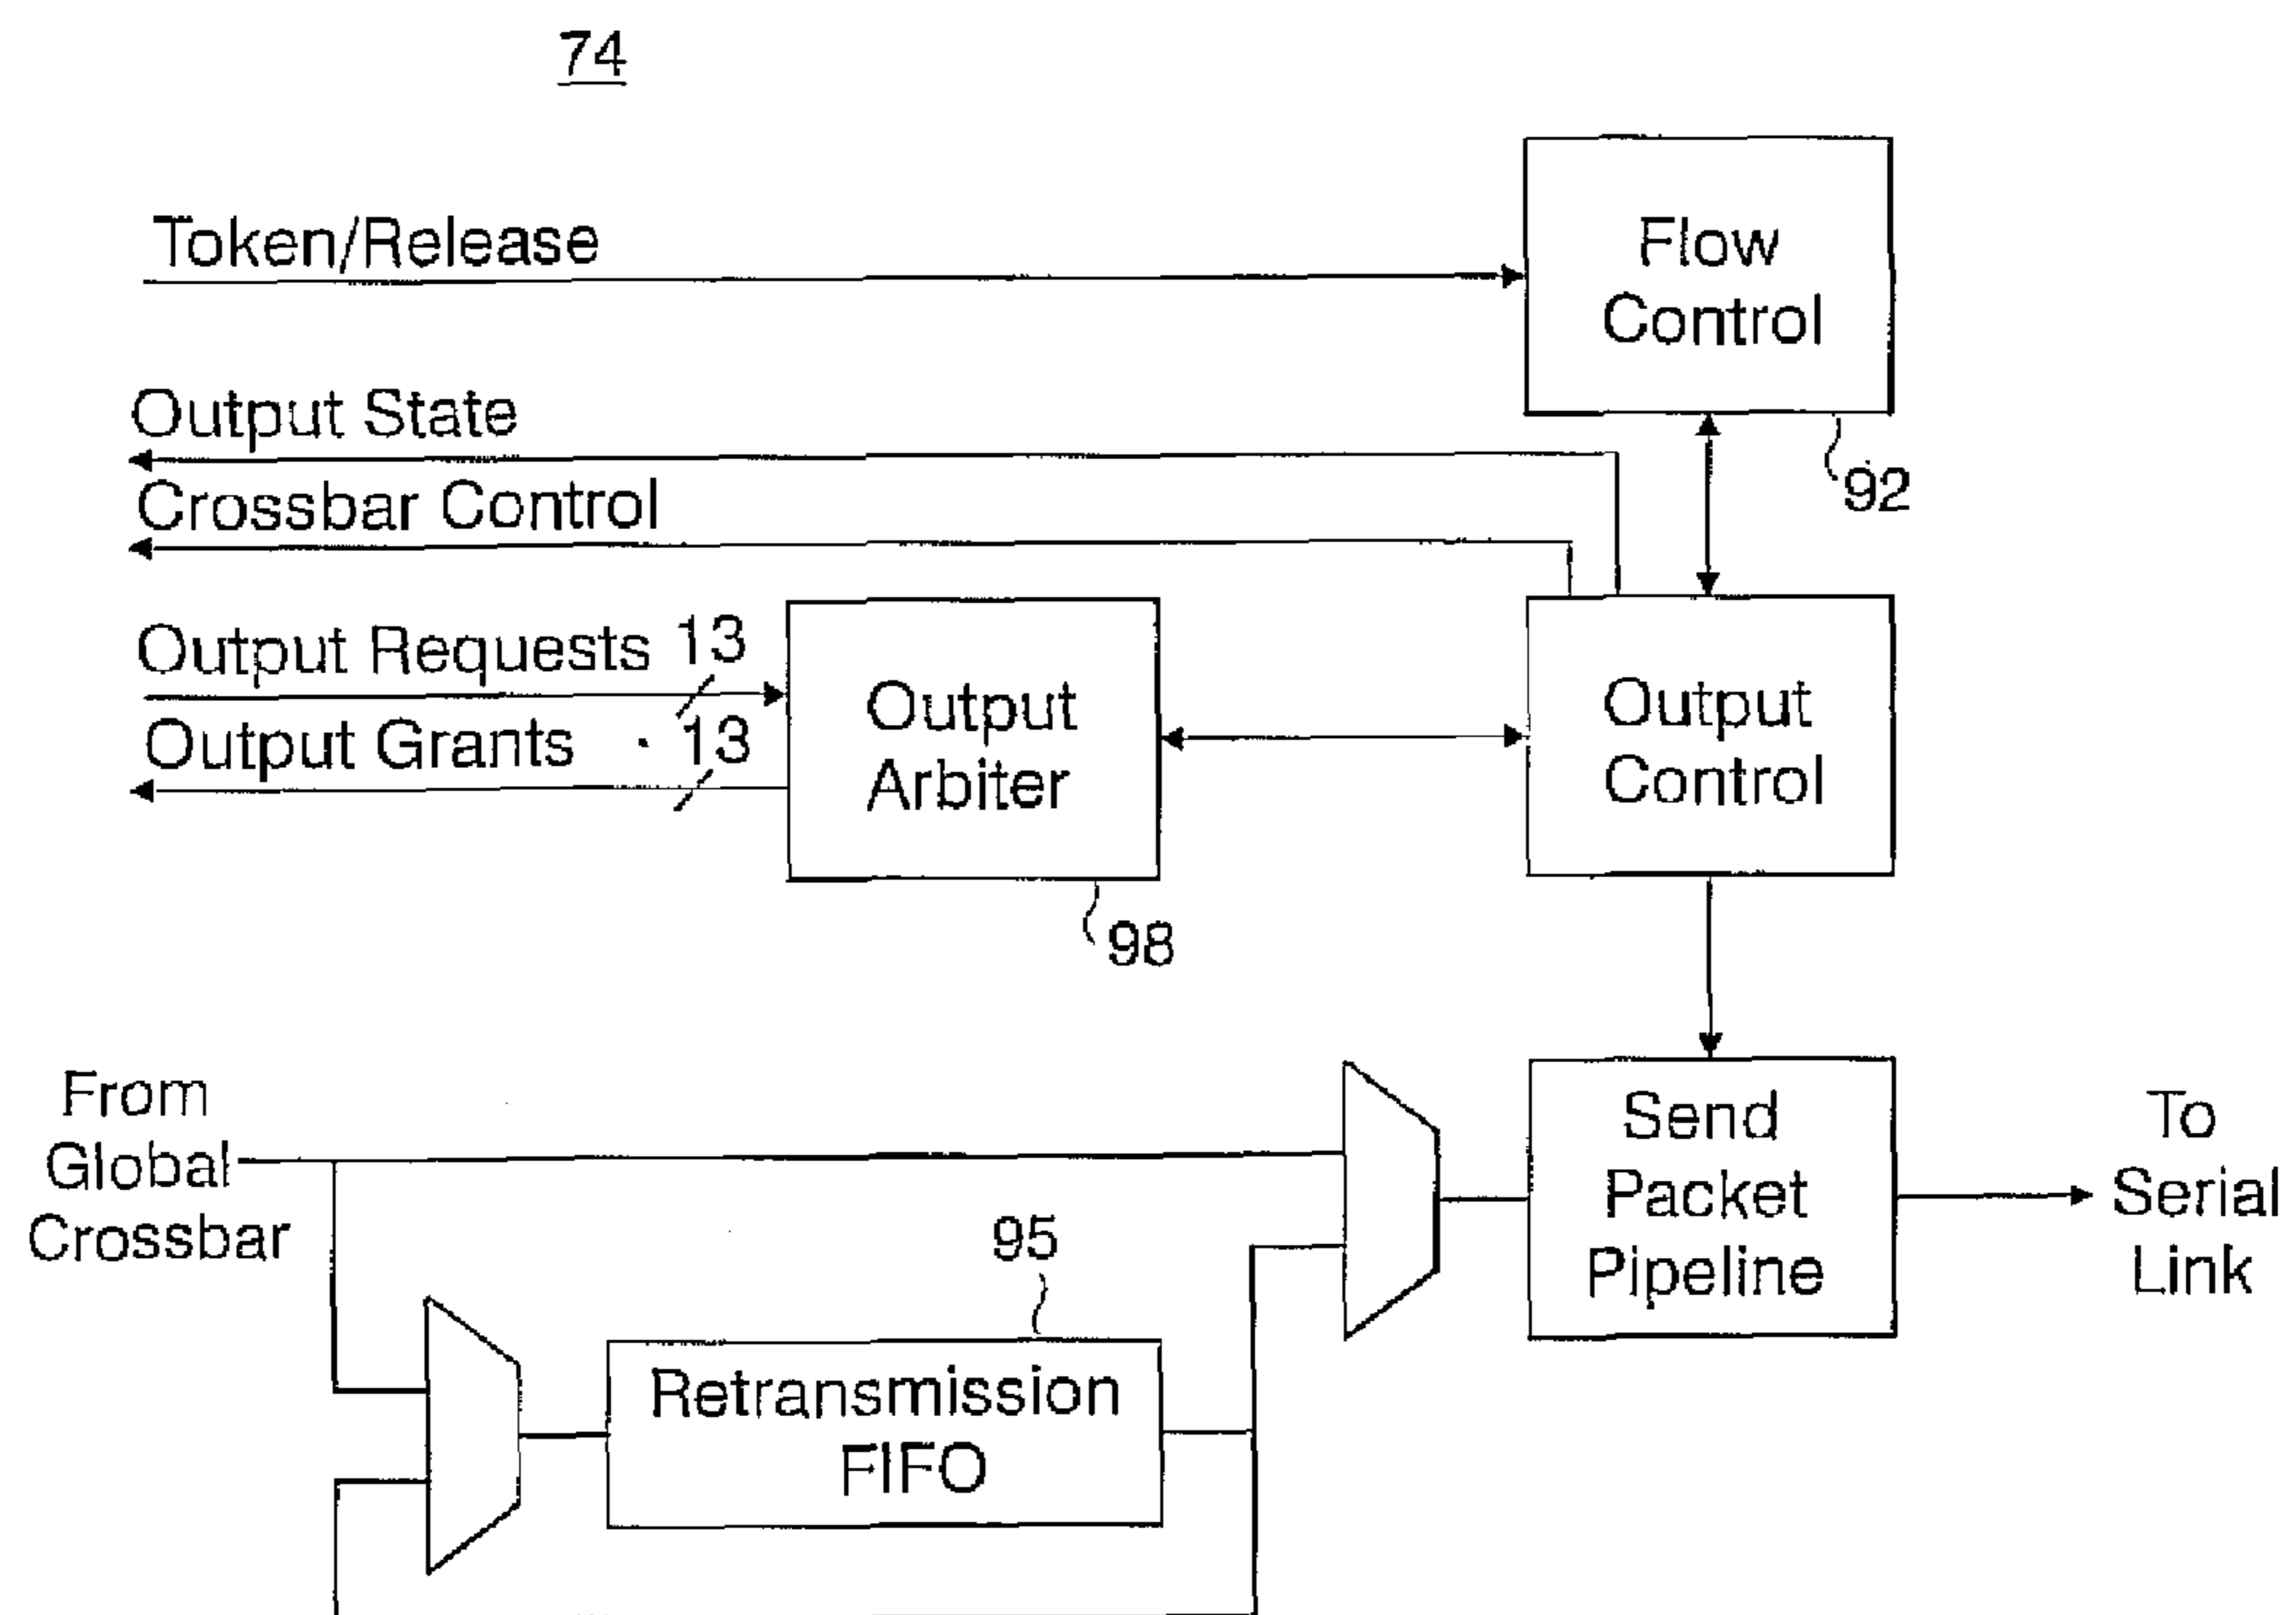 74
Token/Release
Flow
Control
92
Output State
Crossbar Control
Output Requests 13
Output Grants 13
Output
Arbiter
98
Output
Control
From
Global
Crossbar
95
Retransmission
FIFO
Send
Packet
Pipeline
To
Serial
Link